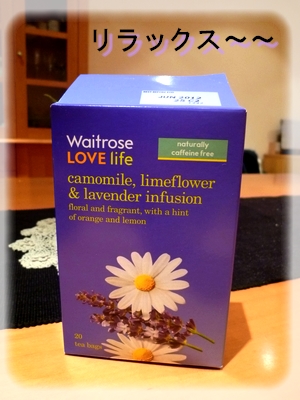 リラックス～～
Waitrose
LOVE life
naturally
caffeine free
camomile, limeflower
& lavender infusion
floral and fragrant, with a hint
of orange and lemon
20
tea bags